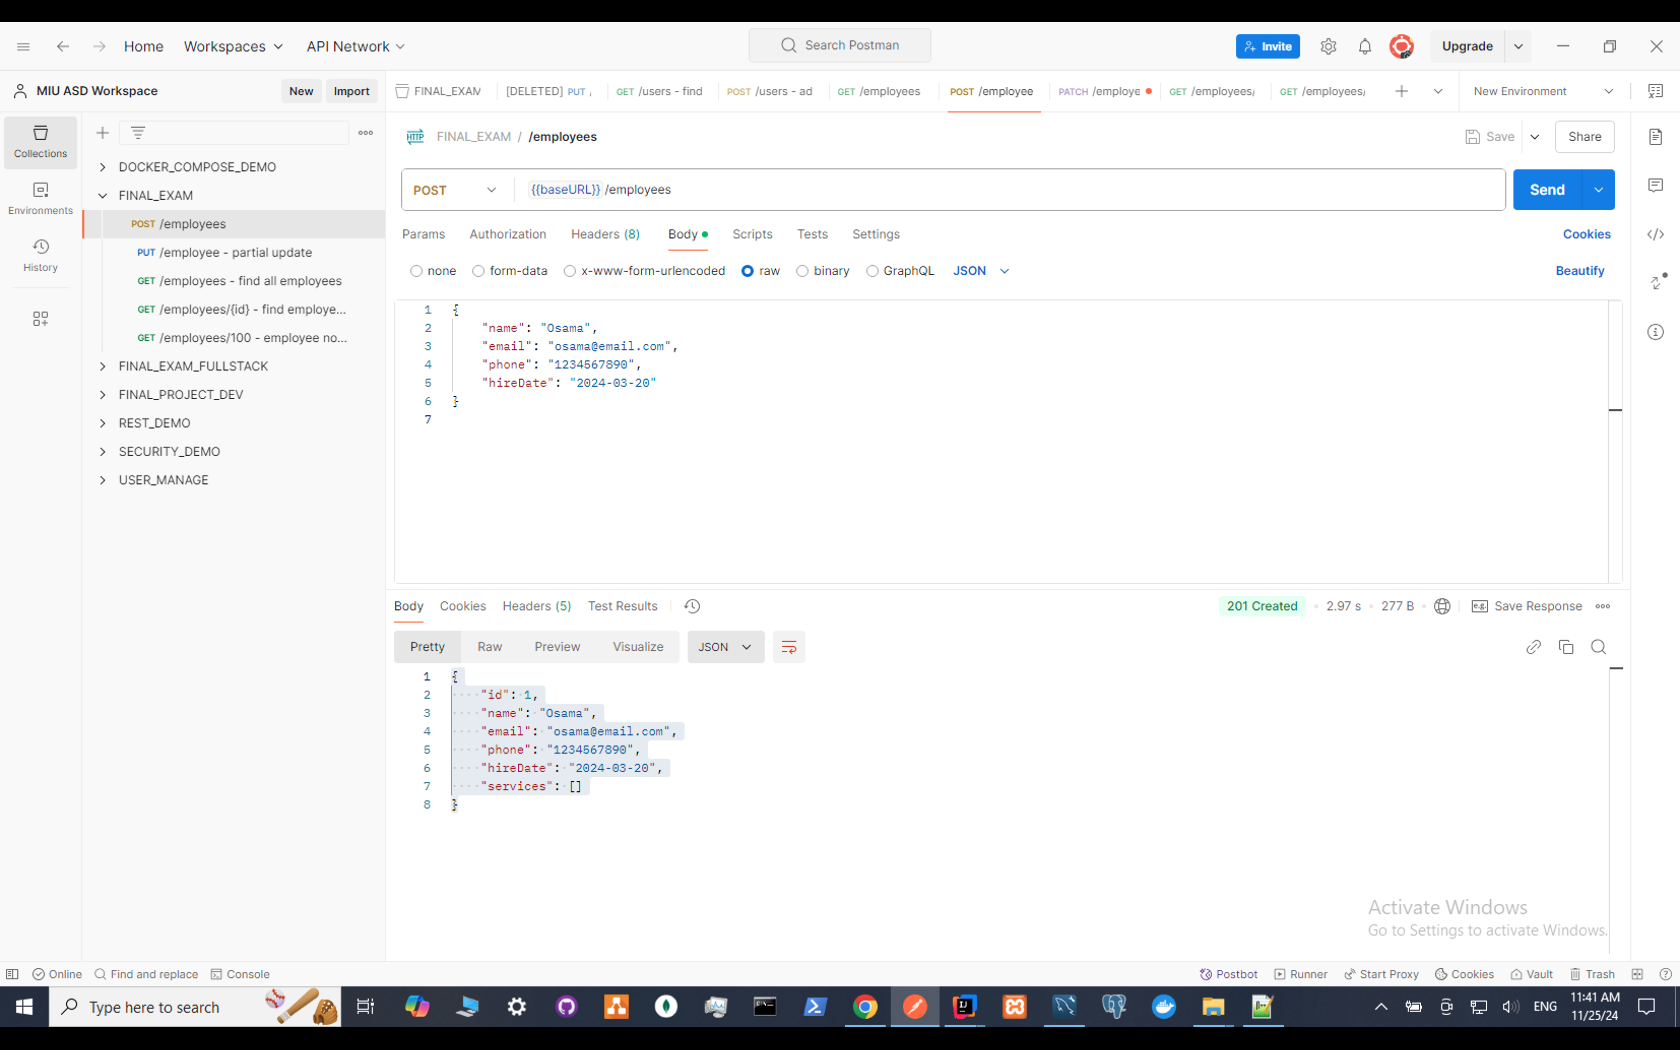 Home Workspaces API Network Search Postman Invite Upgrade
MIU ASD Workspace New Import FINAL_EXAM [DELETED] PUT GET /users - find POST /users - ad GET /employees POST /employee PATCH /employe GET /employees/ GET /employees/ New Environment
Collections
Environments
History
DOCKER_COMPOSE_DEMO
FINAL_EXAM
POST /employees
PUT /employee - partial update
GET /employees - find all employees
GET /employees/{id} - find employe...
GET /employees/100 - employee no...
FINAL_EXAM_FULLSTACK
FINAL_PROJECT_DEV
REST_DEMO
SECURITY_DEMO
USER_MANAGE
HTTP FINAL_EXAM / /employees Save Share
POST {{baseURL}} /employees Send
Params Authorization Headers (8) Body Scripts Tests Settings Cookies
none form-data x-www-form-urlencoded raw binary GraphQL JSON Beautify
1 {
2 "name": "Osama",
3 "email": "osama@email.com",
4 "phone": "1234567890",
5 "hireDate": "2024-03-20"
6 }
7
Body Cookies Headers (5) Test Results 201 Created 2.97 s 277 B e.g. Save Response
Pretty Raw Preview Visualize JSON
1 {
2 "id": 1,
3 "name": "Osama",
4 "email": "osama@email.com",
5 "phone": "1234567890",
6 "hireDate": "2024-03-20",
7 "services": []
8 }
Activate Windows
Go to Settings to activate Windows.
Online Find and replace Console Postbot Runner Start Proxy Cookies Vault Trash
Type here to search ENG 11:41 AM
11/25/24